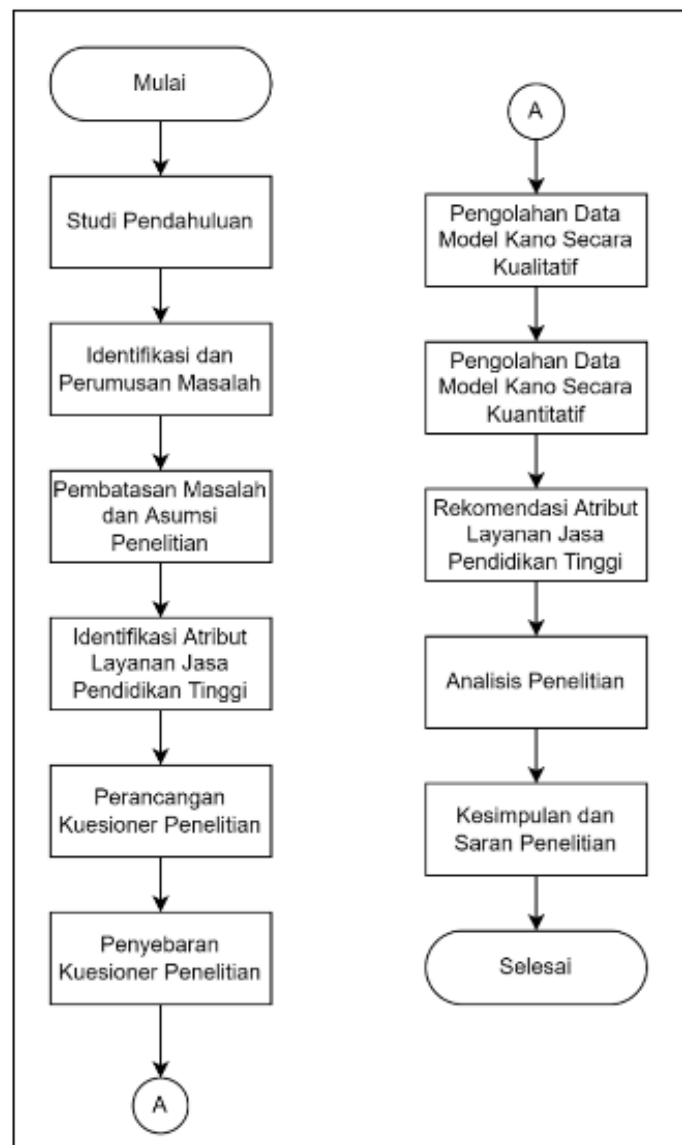 Mulai
Studi Pendahuluan
Identifikasi dan
Perumusan Masalah
Pembatasan Masalah
dan Asumsi
Penelitian
Identifikasi Atribut
Layanan Jasa
Pendidikan Tinggi
Perancangan
Kuesioner Penelitian
Penyebaran
Kuesioner Penelitian
A
A
Pengolahan Data
Model Kano Secara
Kualitatif
Pengolahan Data
Model Kano Secara
Kuantitatif
Rekomendasi Atribut
Layanan Jasa
Pendidikan Tinggi
Analisis Penelitian
Kesimpulan dan
Saran Penelitian
Selesai